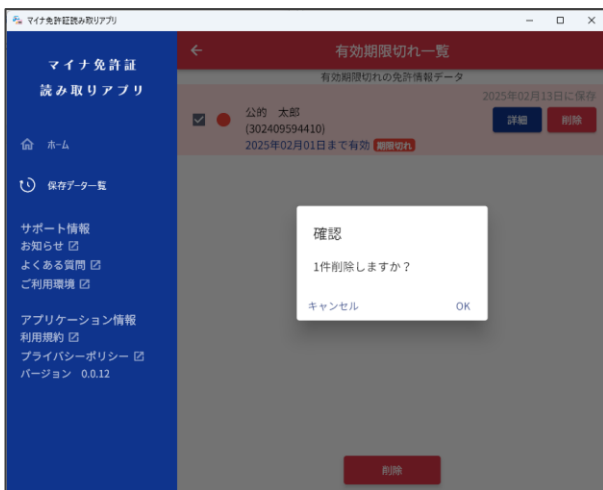 マイナ免許証読み取りアプリ
マイナ免許証
読み取りアプリ
ホーム
保存データ一覧
サポート情報
お知らせ
よくある質問
ご利用環境
アプリケーション情報
利用規約
プライバシーポリシー
バージョン 0.0.12
有効期限切れ一覧
有効期限切れの免許情報データ
2025年02月13日に保存
公的 太郎
(302409594410)
2025年02月01日まで有効 期限切れ
詳細 削除
確認
1件削除しますか？
キャンセル OK
削除